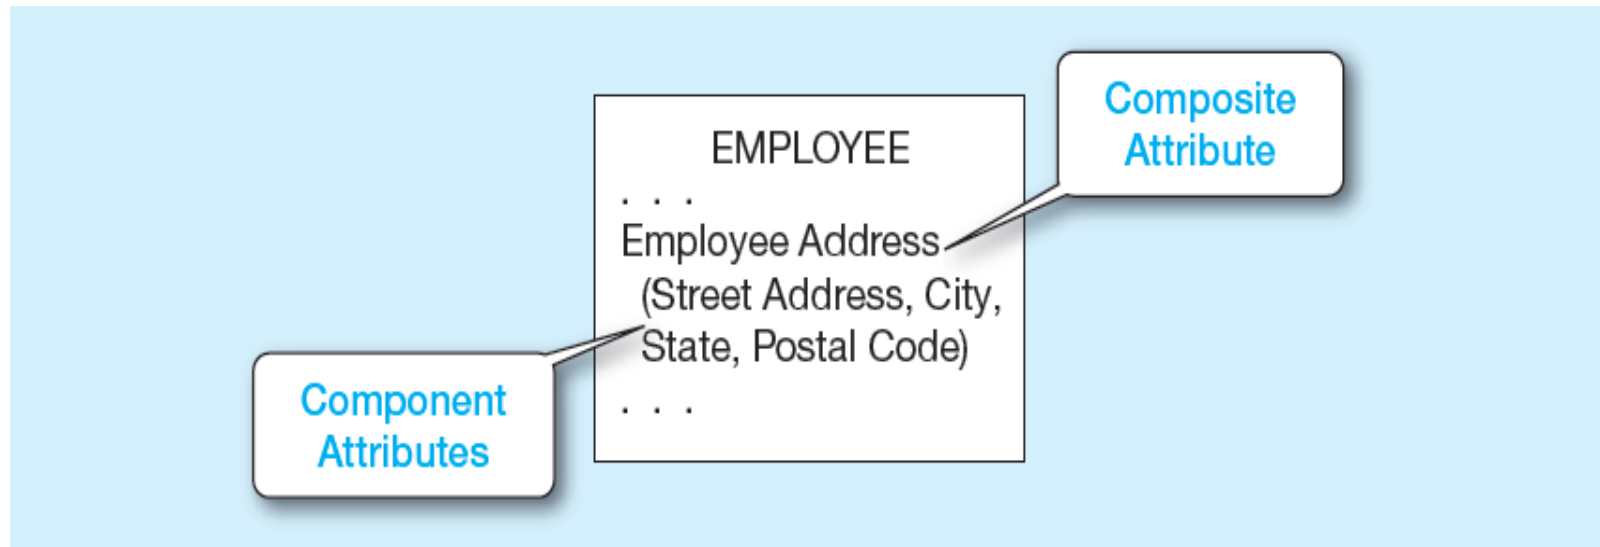 Composite
Attribute
EMPLOYEE
. . .
Employee Address
(Street Address, City,
State, Postal Code)
. . .
Component
Attributes